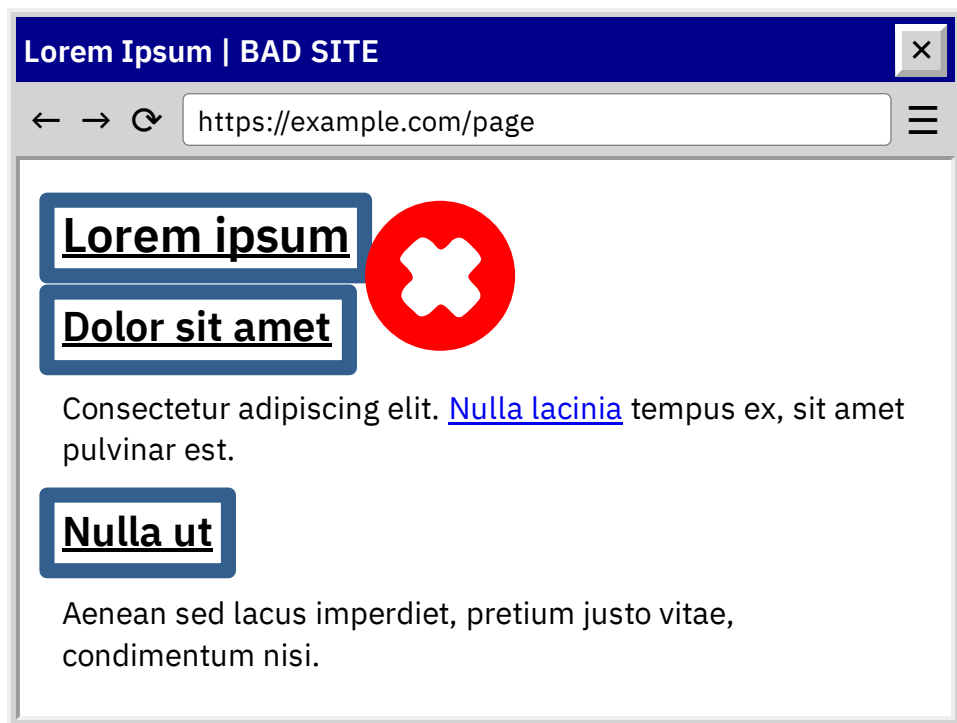 Lorem Ipsum | BAD SITE
https://example.com/page
Lorem ipsum
Dolor sit amet
Consectetur adipiscing elit. Nulla lacinia tempus ex, sit amet
pulvinar est.
Nulla ut
Aenean sed lacus imperdiet, pretium justo vitae,
condimentum nisi.